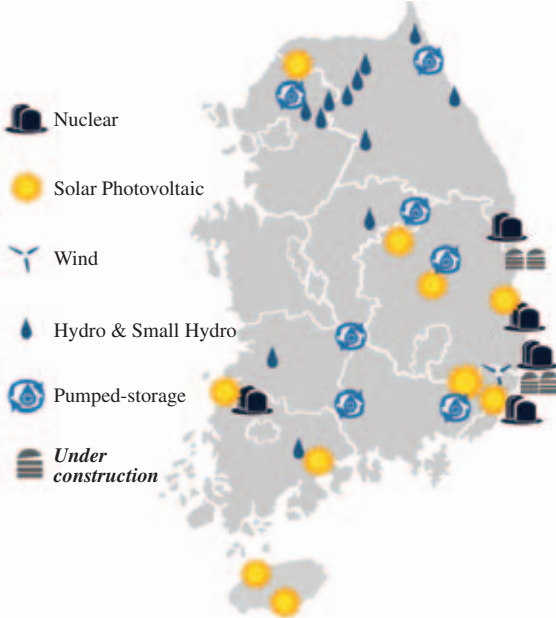 Nuclear
Solar Photovoltaic
Wind
Hydro & Small Hydro
Pumped-storage
Under
construction